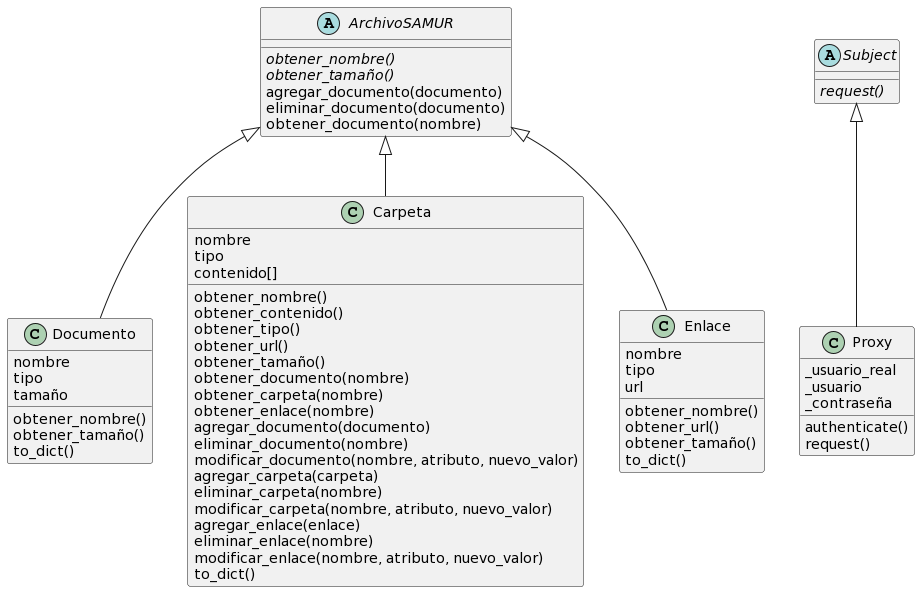 A ArchivoSAMUR
obtener_nombre()
obtener_tamaño()
agregar_documento(documento)
eliminar_documento(documento)
obtener_documento(nombre)
A Subject
request()
C Documento
nombre
tipo
tamaño
obtener_nombre()
obtener_tamaño()
to_dict()
C Carpeta
nombre
tipo
contenido[]
obtener_nombre()
obtener_contenido()
obtener_tipo()
obtener_url()
obtener_tamaño()
obtener_documento(nombre)
obtener_carpeta(nombre)
obtener_enlace(nombre)
agregar_documento(documento)
eliminar_documento(nombre)
modificar_documento(nombre, atributo, nuevo_valor)
agregar_carpeta(carpeta)
eliminar_carpeta(nombre)
modificar_carpeta(nombre, atributo, nuevo_valor)
agregar_enlace(enlace)
eliminar_enlace(nombre)
modificar_enlace(nombre, atributo, nuevo_valor)
to_dict()
C Enlace
nombre
tipo
url
obtener_nombre()
obtener_url()
obtener_tamaño()
to_dict()
C Proxy
_usuario_real
_usuario
_contraseña
authenticate()
request()